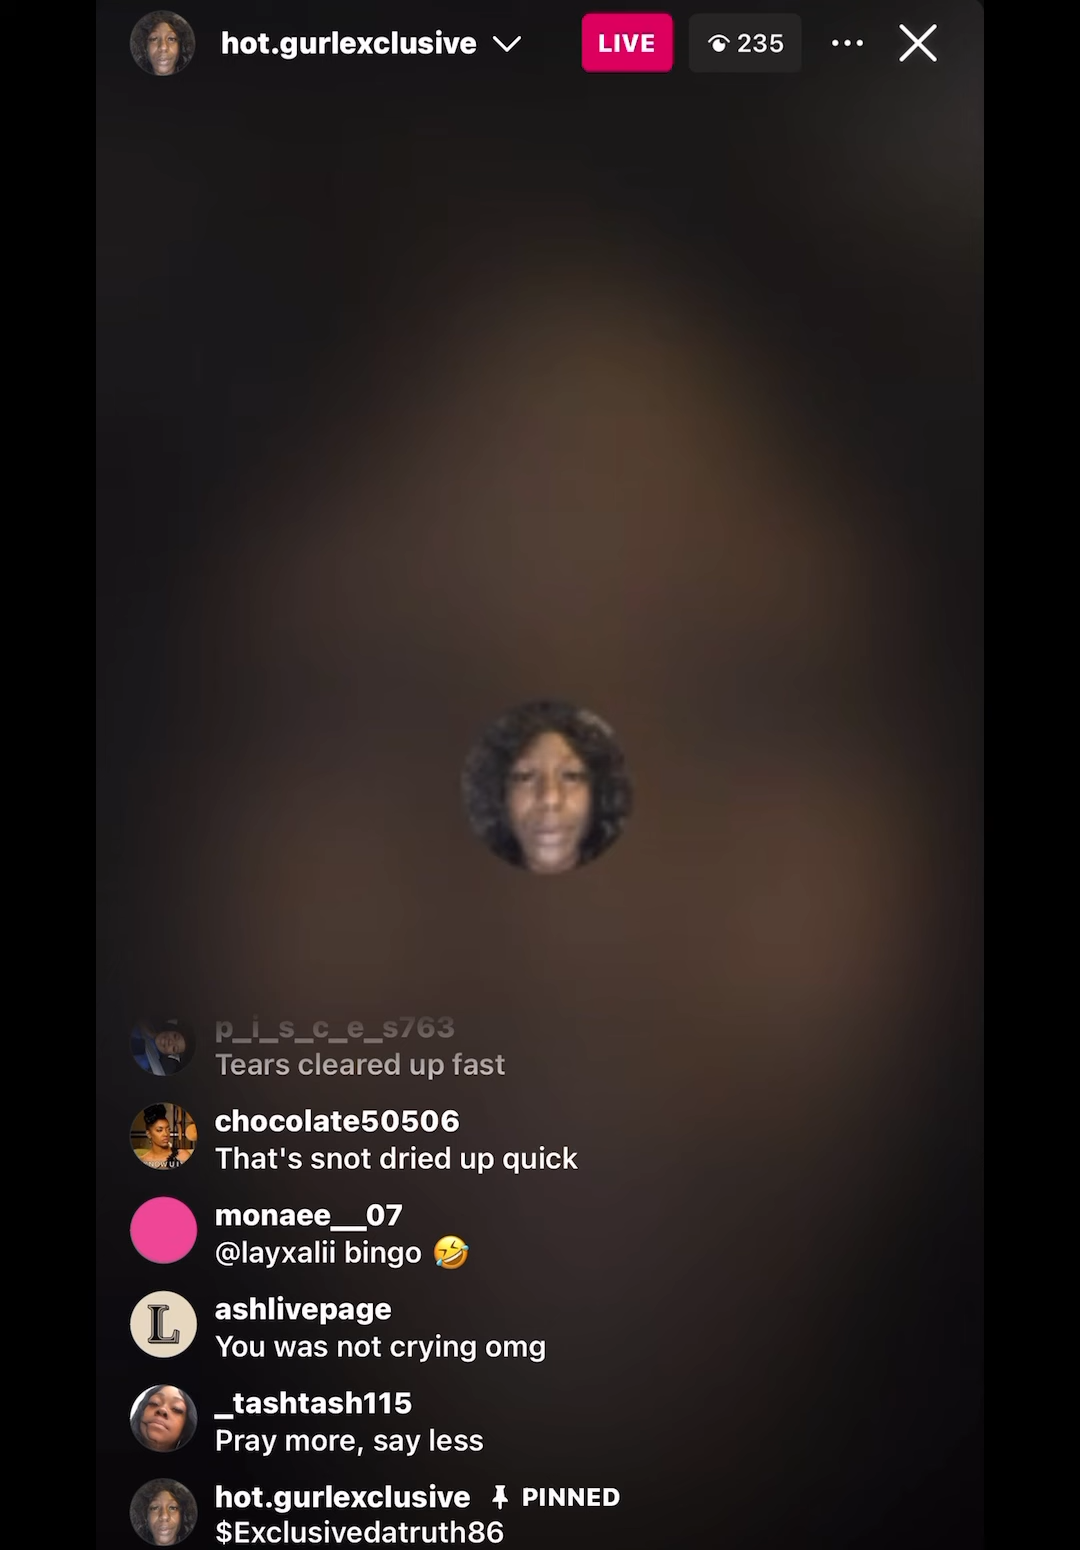 hot.gurlexclusive
LIVE
235
p_i_s_c_e_s763
Tears cleared up fast
chocolate50506
That's snot dried up quick
monaee__07
@layxalii bingo 🤣
L
ashlivepage
You was not crying omg
_tashtash115
Pray more, say less
hot.gurlexclusive PINNED
$Exclusivedatruth86